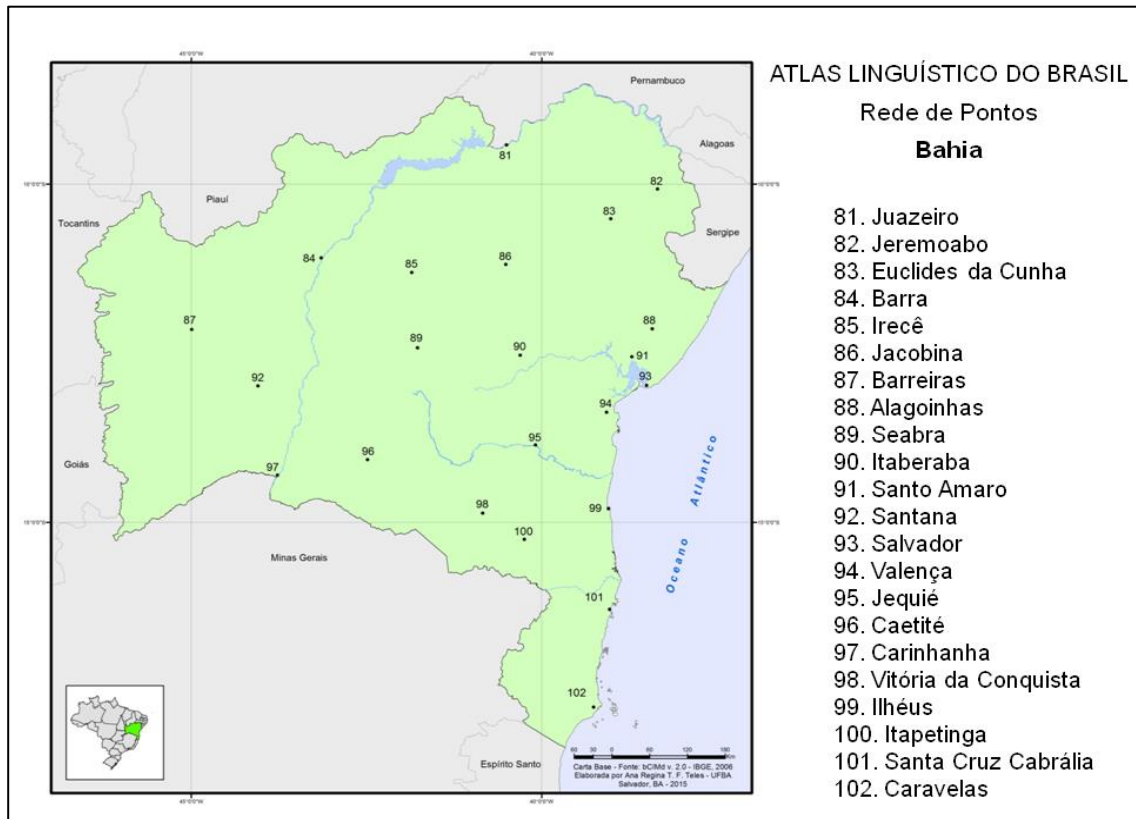 ATLAS LINGUÍSTICO DO BRASIL
Rede de Pontos
Bahia
81. Juazeiro
82. Jeremoabo
83. Euclides da Cunha
84. Barra
85. Irecê
86. Jacobina
87. Barreiras
88. Alagoinhas
89. Seabra
90. Itaberaba
91. Santo Amaro
92. Santana
93. Salvador
94. Valença
95. Jequié
96. Caetité
97. Carinhanha
98. Vitória da Conquista
99. Ilhéus
100. Itapetinga
101. Santa Cruz Cabrália
102. Caravelas
Pernambuco
81
Alagoas
82
Piauí
83
Tocantins
Sergipe
84
85
86
87
88
89
90
91
92
93
94
95
96
Goiás
97
98
99
Oceano Atlântico
100
Minas Gerais
101
102
Espírito Santo
Carta Base - Fonte: bCIMd v. 2.0 - IBGE, 2006
Elaborada por Ana Regina T. F. Teles - UFBA
Salvador, BA - 2015